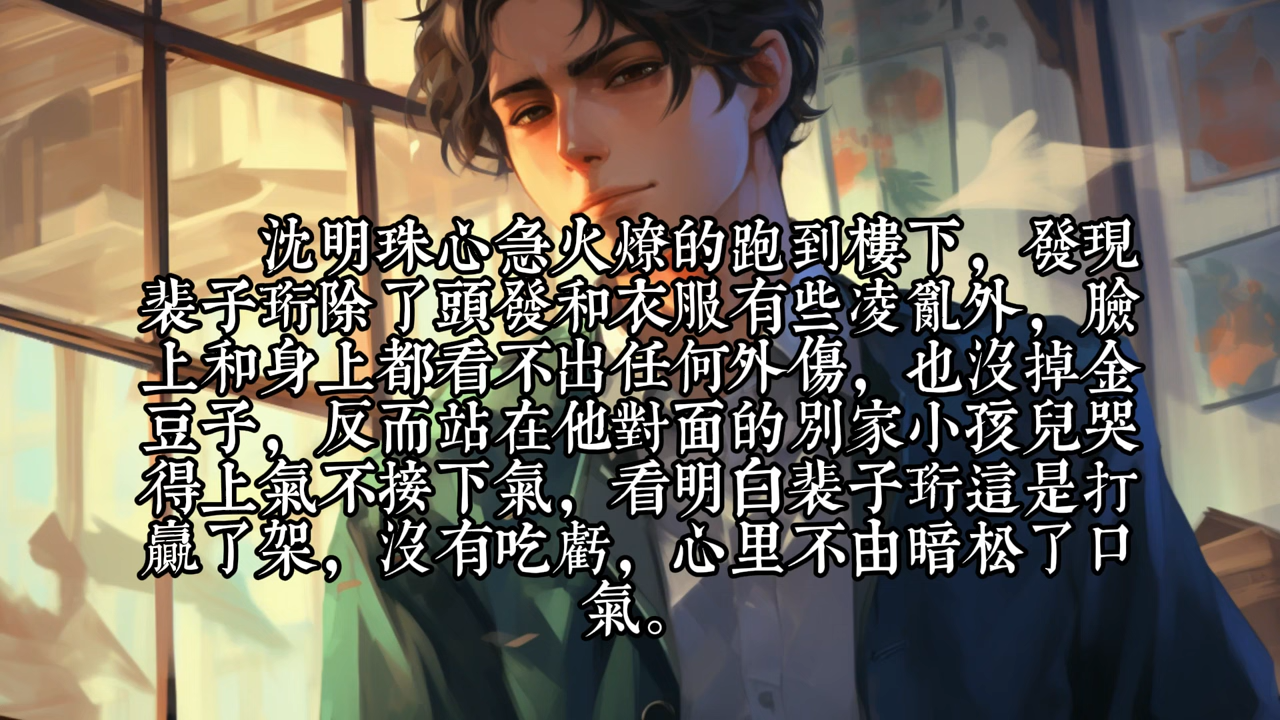 沈明珠心急火燎的跑到樓下，發現
裴子珩除了頭發和衣服有些凌亂外，臉
上和身上都看不出任何外傷，也沒掉金
豆子，反而站在他對面的別家小孩兒哭
得上氣不接下氣，看明白裴子珩這是打
贏了架，沒有吃虧，心里不由暗松了口
氣。